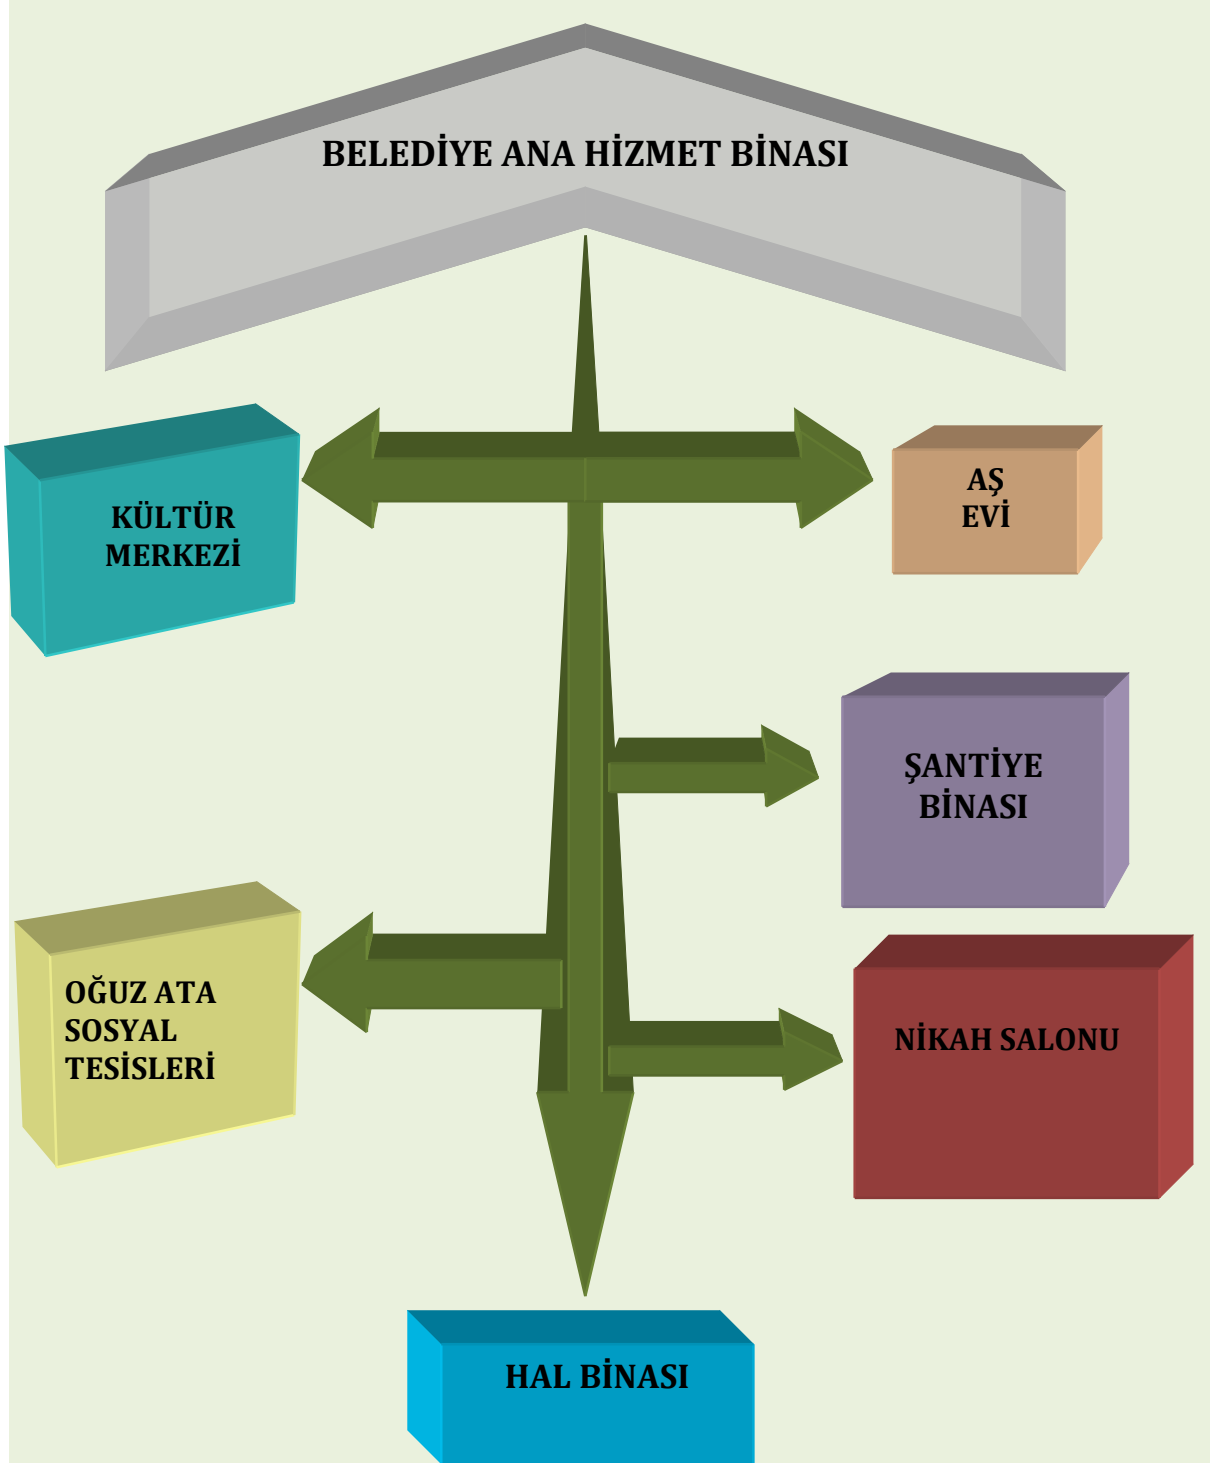 BELEDİYE ANA HİZMET BİNASI
KÜLTÜR
MERKEZİ
AŞ
EVİ
ŞANTİYE
BİNASI
OĞUZ ATA
SOSYAL
TESİSLERİ
NİKAH SALONU
HAL BİNASI